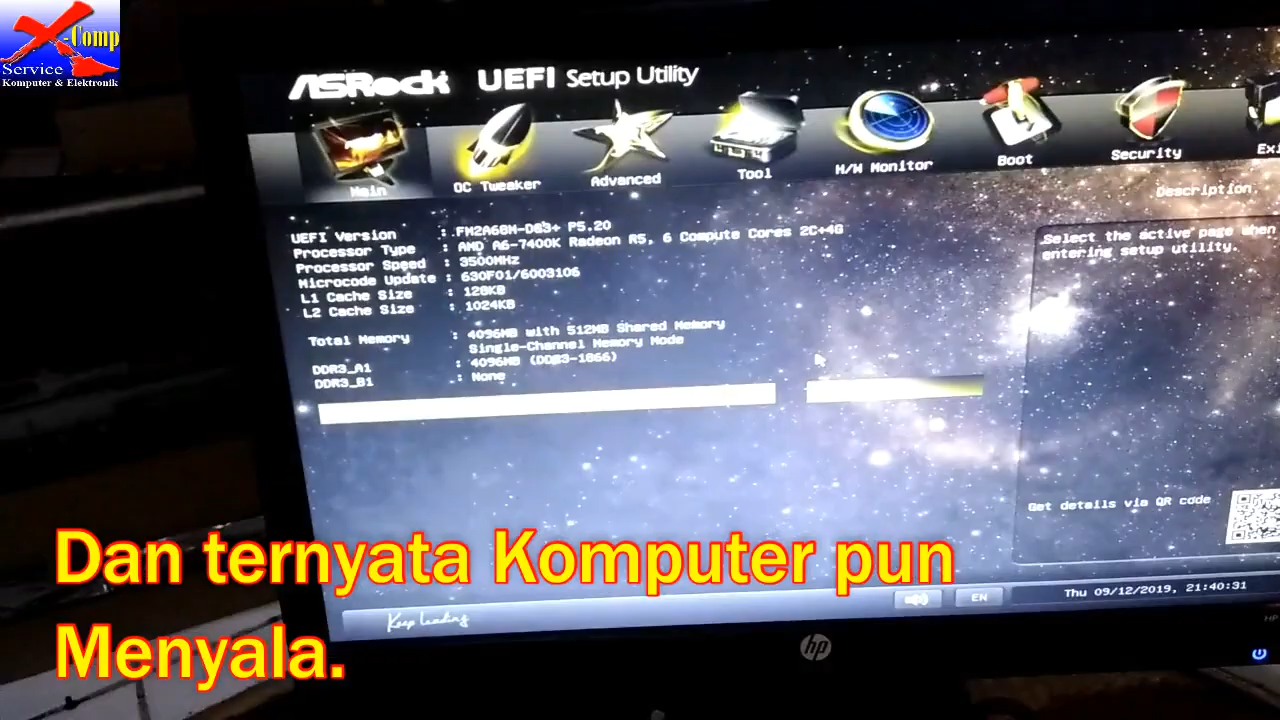 X-Comp
Service
Komputer & Elektronik
ASRock UEFI Setup Utility
Main
OC Tweaker
Advanced
Tool
H/W Monitor
Boot
Security
Description
UEFI Version : FM2A68M-DG3+ P5.20
Processor Type : AMD A6-7400K Radeon R5, 6 Compute Cores 2C+4G
Processor Speed : 3500MHz
Microcode Update : 630F01/6003106
L1 Cache Size : 128KB
L2 Cache Size : 1024KB
Total Memory : 4096MB with 512MB Shared Memory
Single-Channel Memory Mode
DDR3_A1 : 4096MB (DDR3-1866)
DDR3_B1 : None
Select the active page when
entering setup utility.
Get details via QR code
Dan ternyata Komputer pun
Menyala.
EN
Thu 09/12/2019, 21:40:31
hp